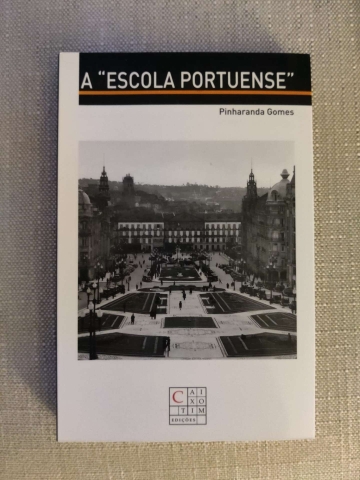 A "ESCOLA PORTUENSE"
Pinharanda Gomes
C A I
X O
T I M
EDIÇÕES